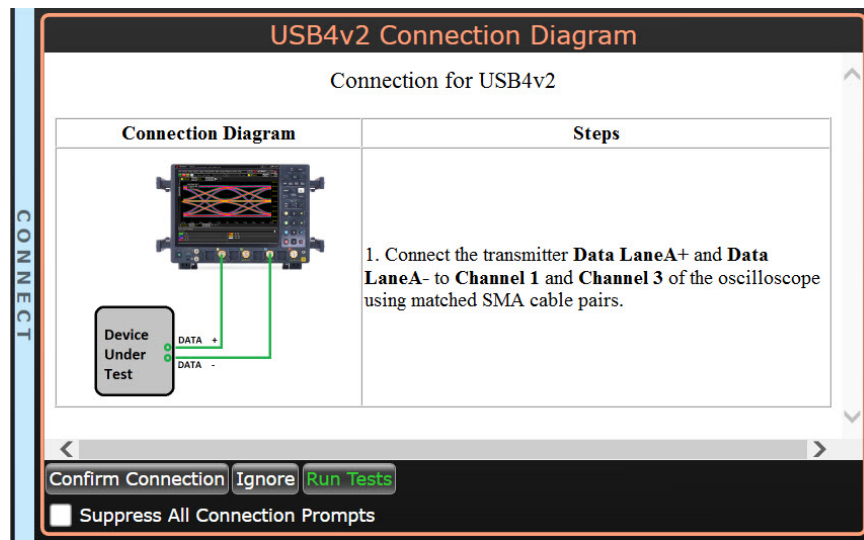 USB4v2 Connection Diagram
Connection for USB4v2
Connection Diagram
Steps
1. Connect the transmitter Data LaneA+ and Data
LaneA- to Channel 1 and Channel 3 of the oscilloscope
using matched SMA cable pairs.
Device
Under
Test
DATA +
DATA -
CONNECT
Confirm Connection
Ignore
Run Tests
Suppress All Connection Prompts